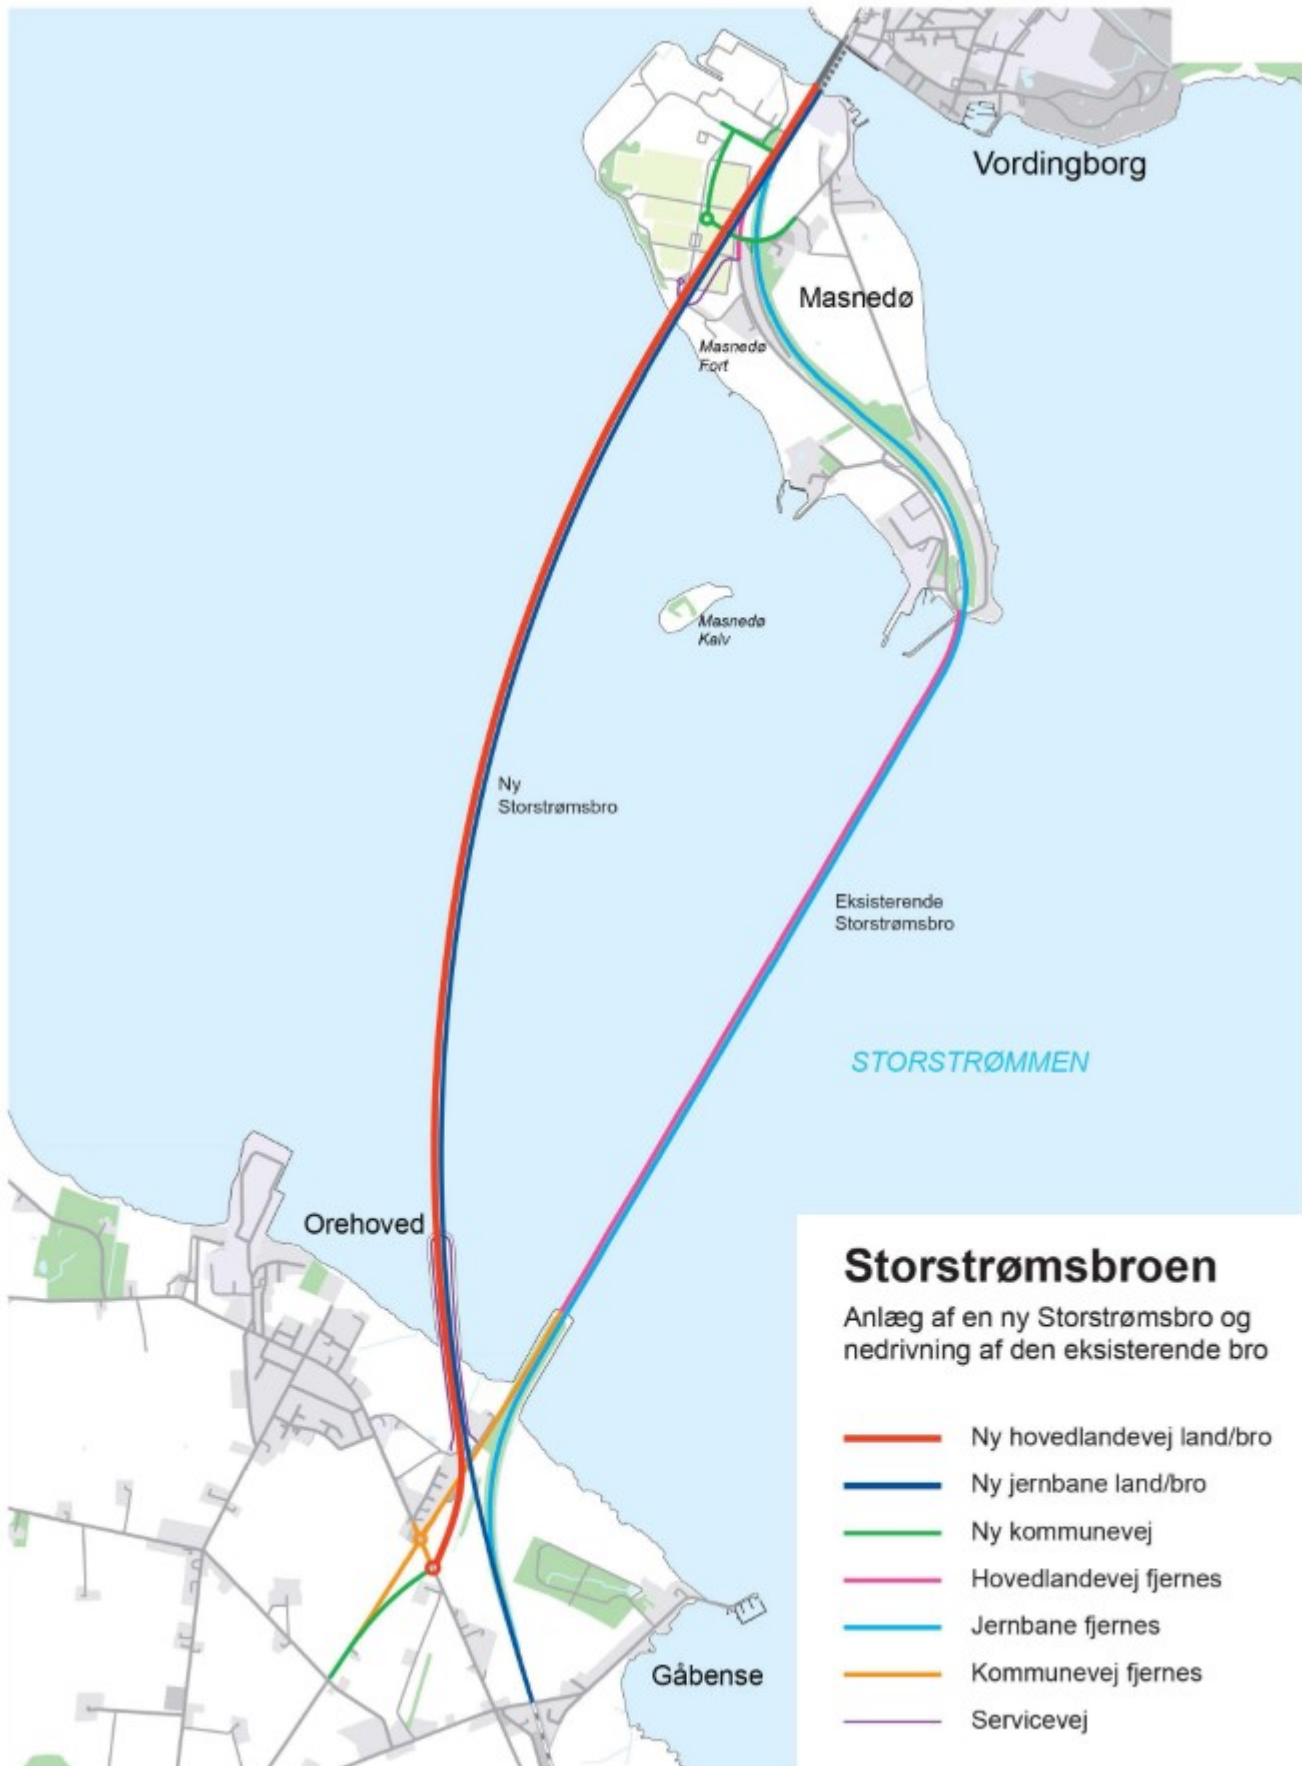 Vordingborg
Masnedø
Masnedø
Fort
Masnedø
Kalv
Ny
Storstrømsbro
Eksisterende
Storstrømsbro
STORSTRØMMEN
Orehoved
Gåbense
Storstrømsbroen
Anlæg af en ny Storstrømsbro og
nedrivning af den eksisterende bro
Ny hovedlandevej land/bro
Ny jernbane land/bro
Ny kommunevej
Hovedlandevej fjernes
Jernbane fjernes
Kommunevej fjernes
Servicevej